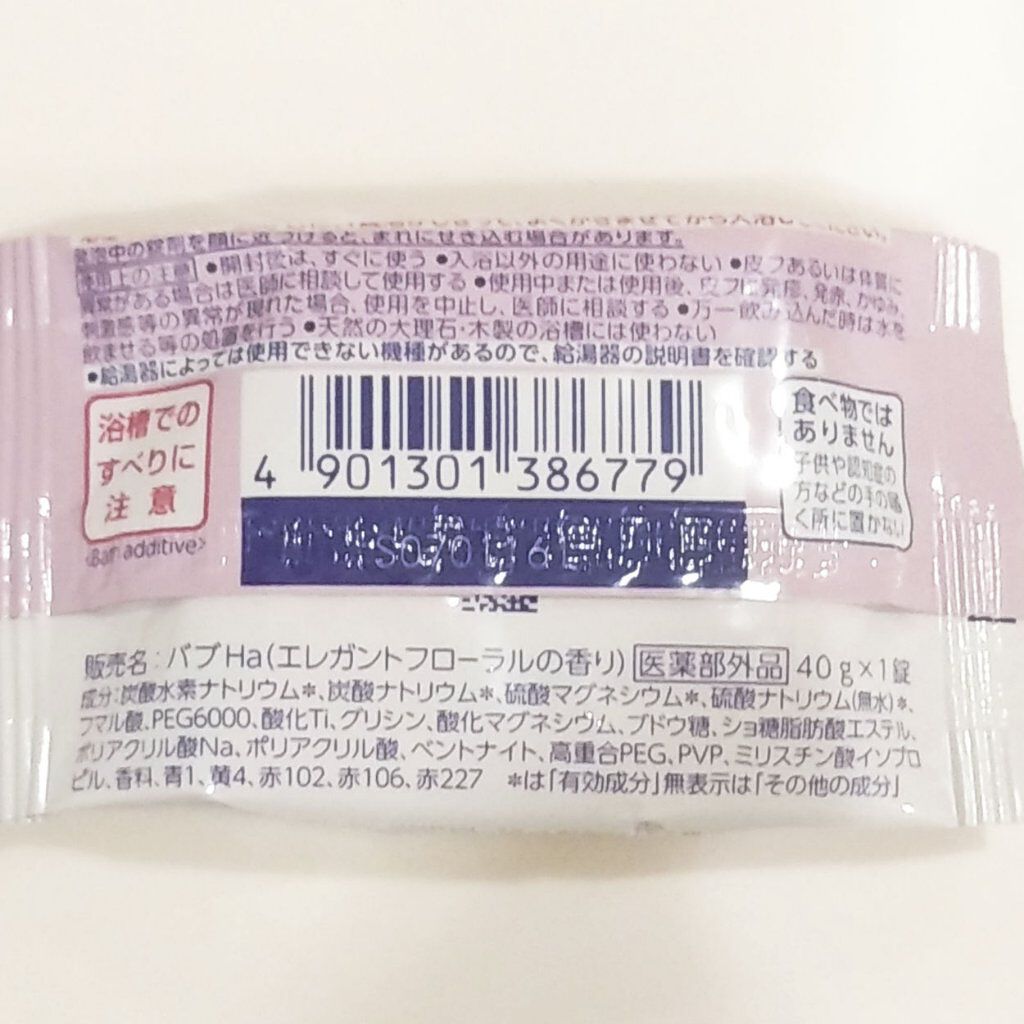 発泡中の錠剤を顔に近づけると、まれにせき込む場合があります。
使用上の注意 ●開封後は、すぐに使う ●入浴以外の用途に使わない ●皮フあるいは体質に
異常がある場合は医師に相談して使用する ●使用中または使用後、皮フに発疹、発赤、かゆみ、
刺激感等の異常が現れた場合、使用を中止し、医師に相談する ●万一飲み込んだ時は水を
飲ませる等の処置を行う ●天然の大理石・木製の浴槽には使わない
●給湯器によっては使用できない機種があるので、給湯器の説明書を確認する
浴槽での
すべりに
注意
<Bath additive>
4 901301 386779
食べ物では
ありません
子供や認知症の
方などの手の届
く所に置かない
販売名：バブHa(エレガントフローラルの香り) 医薬部外品 40g×1錠
成分:炭酸水素ナトリウム*、炭酸ナトリウム*、硫酸マグネシウム*、硫酸ナトリウム(無水)*、
フマル酸、PEG6000、酸化Ti、グリシン、酸化マグネシウム、ブドウ糖、ショ糖脂肪酸エステル、
ポリアクリル酸Na、ポリアクリル酸、ベントナイト、高重合PEG、PVP、ミリスチン酸イソプロ
ピル、香料、青1、黄4、赤102、赤106、赤227 *は「有効成分」無表示は「その他の成分」